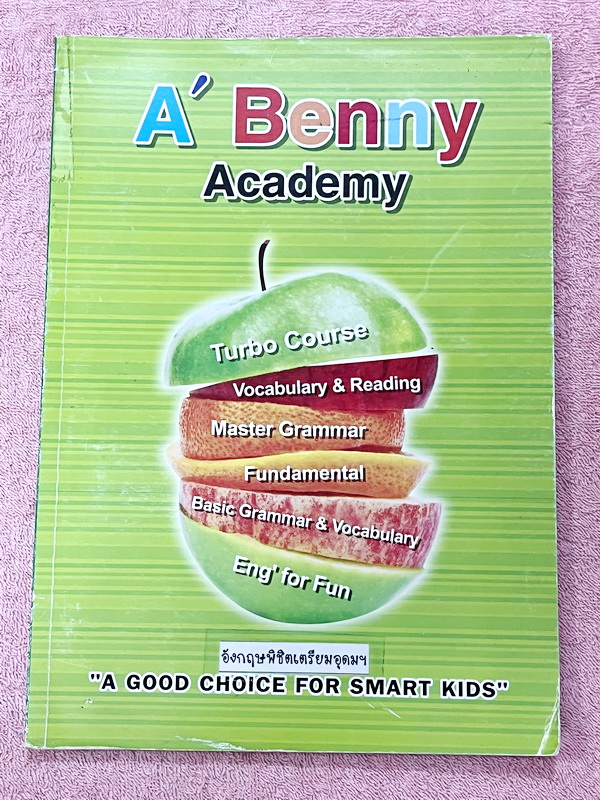 A' Benny
Academy
Turbo Course
Vocabulary & Reading
Master Grammar
Fundamental
Basic Grammar & Vocabulary
Eng' for Fun
อังกฤษพิชิตเตรียมอุดมฯ
"A GOOD CHOICE FOR SMART KIDS"